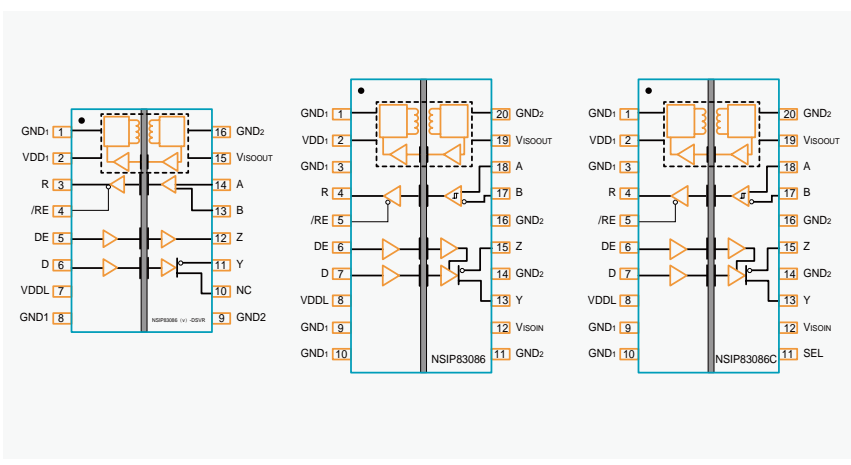 GND1 1 16 GND2
VDD1 2 15 VISOOUT
R 3 14 A
/RE 4 13 B
DE 5 12 Z
D 6 11 Y
VDDL 7 10 NC
GND1 8 9 GND2
NSIP83086 (v) -DSVR
GND1 1 20 GND2
VDD1 2 19 VISOOUT
GND1 3 18 A
R 4 17 B
/RE 5 16 GND2
DE 6 15 Z
D 7 14 GND2
VDDL 8 13 Y
GND1 9 12 VISOIN
GND1 10 11 GND2
NSIP83086
GND1 1 20 GND2
VDD1 2 19 VISOOUT
GND1 3 18 A
R 4 17 B
/RE 5 16 GND2
DE 6 15 Z
D 7 14 GND2
VDDL 8 13 Y
GND1 9 12 VISOIN
GND1 10 11 SEL
NSIP83086C